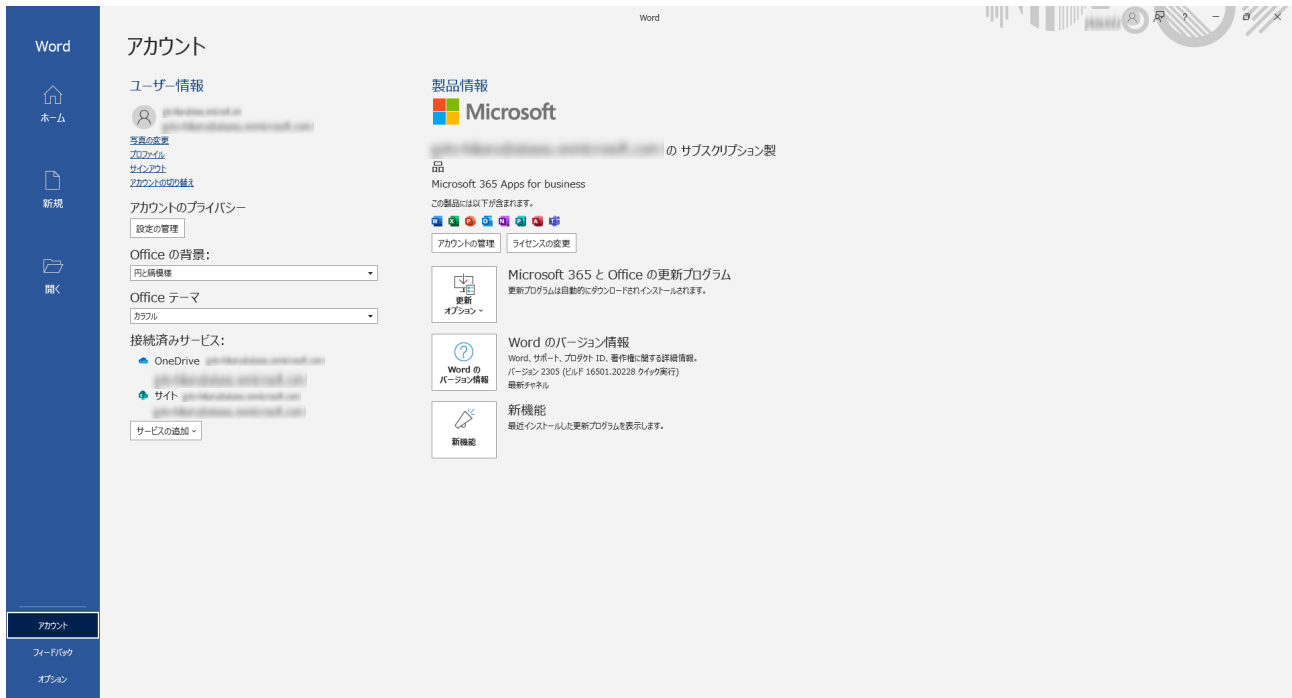 Word
Word
ホーム
新規
開く
アカウント
フィードバック
オプション
アカウント
ユーザー情報
写真の変更
プロファイル
サインアウト
アカウントの切り替え
アカウントのプライバシー
設定の管理
Office の背景:
円と縞模様
Office テーマ
カラフル
接続済みサービス:
OneDrive
サイト
サービスの追加
製品情報
Microsoft
の サブスクリプション製
品
Microsoft 365 Apps for business
この製品には以下が含まれます。
アカウントの管理
ライセンスの変更
更新
オプション
Microsoft 365 と Office の更新プログラム
更新プログラムは自動的にダウンロードされインストールされます。
Word の
バージョン情報
Word のバージョン情報
Word、サポート、プロダクト ID、著作権に関する詳細情報。
バージョン 2305 (ビルド 16501.20228 クイック実行)
最新チャネル
新機能
新機能
最近インストールした更新プログラムを表示します。